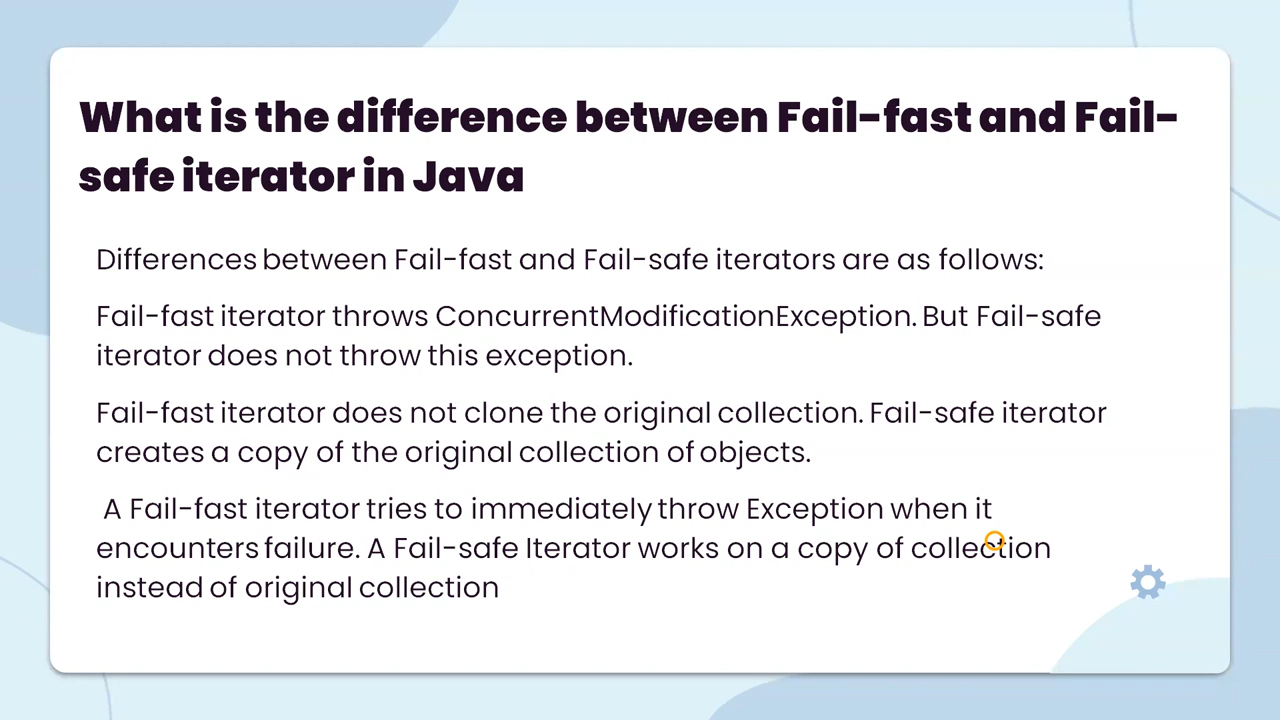 What is the difference between Fail-fast and Fail-
safe iterator in Java
Differences between Fail-fast and Fail-safe iterators are as follows:
Fail-fast iterator throws ConcurrentModificationException. But Fail-safe
iterator does not throw this exception.
Fail-fast iterator does not clone the original collection. Fail-safe iterator
creates a copy of the original collection of objects.
A Fail-fast iterator tries to immediately throw Exception when it
encounters failure. A Fail-safe Iterator works on a copy of collection
instead of original collection